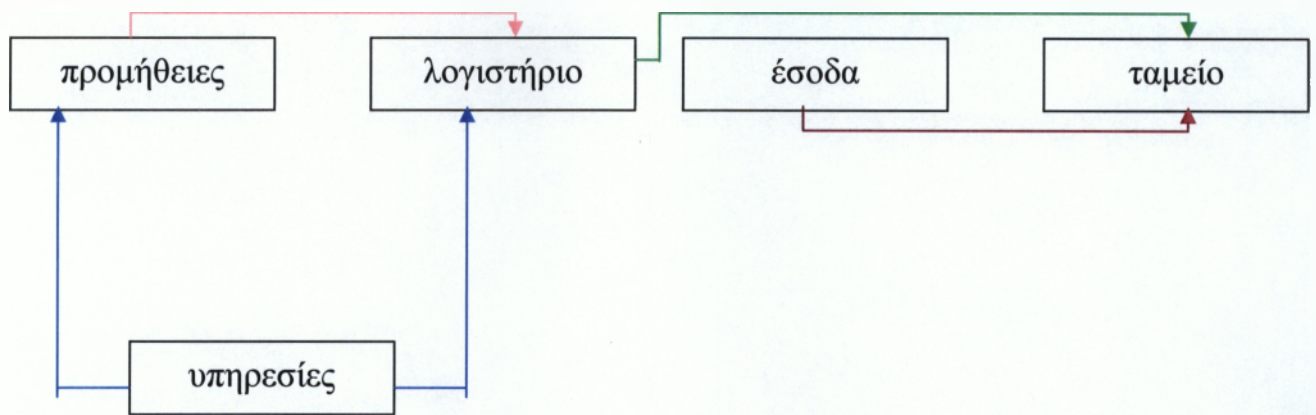 προμήθειες
λογιστήριο
έσοδα
ταμείο
υπηρεσίες